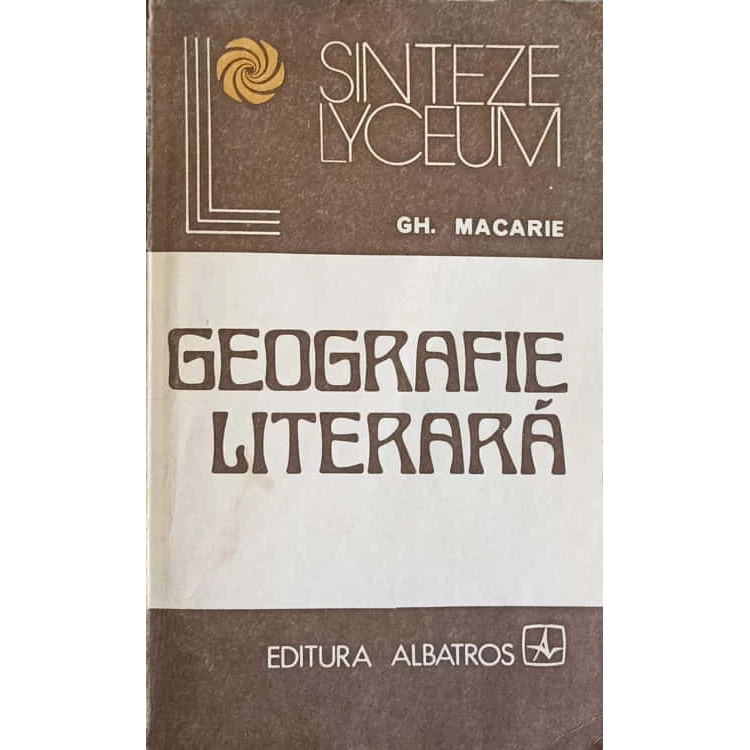 SINTEZE
LYCEUM
GH. MACARIE
GEOGRAFIE
LITERARĂ
EDITURA ALBATROS